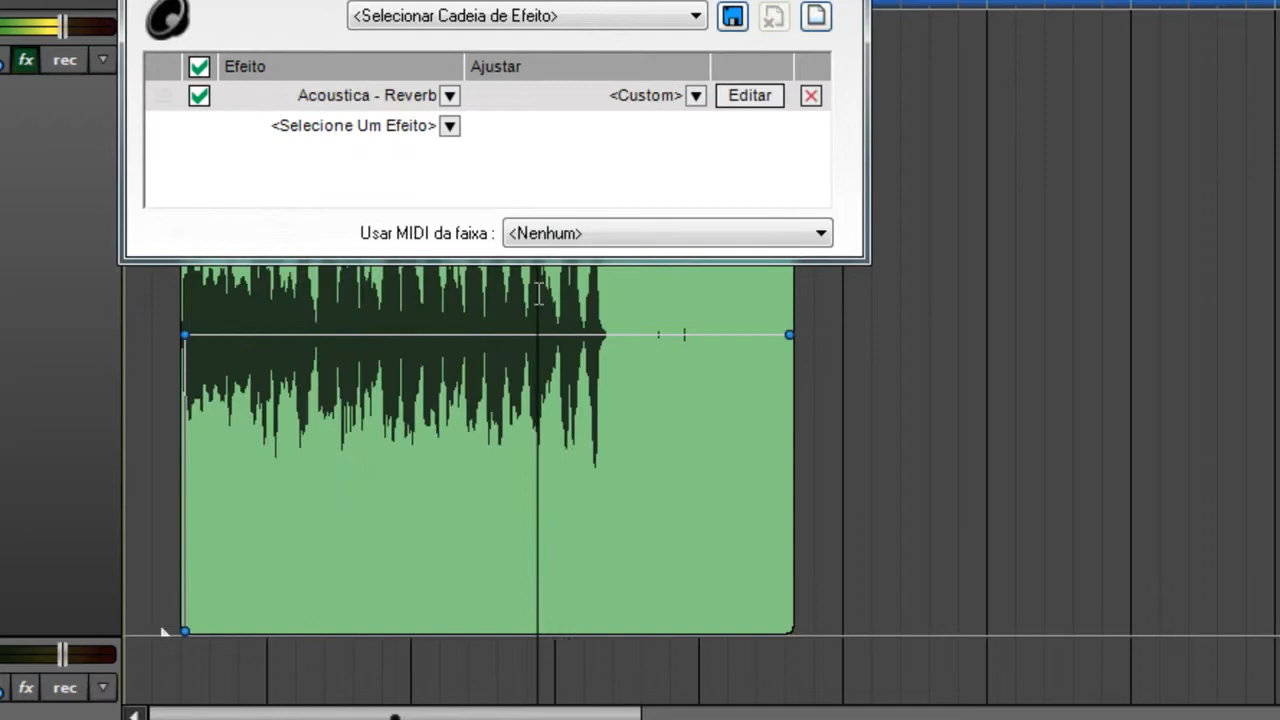 <Selecionar Cadeia de Efeito>
fx rec
Efeito Ajustar
Acoustica - Reverb <Custom> Editar
<Selecione Um Efeito>
Usar MIDI da faixa : <Nenhum>
fx rec